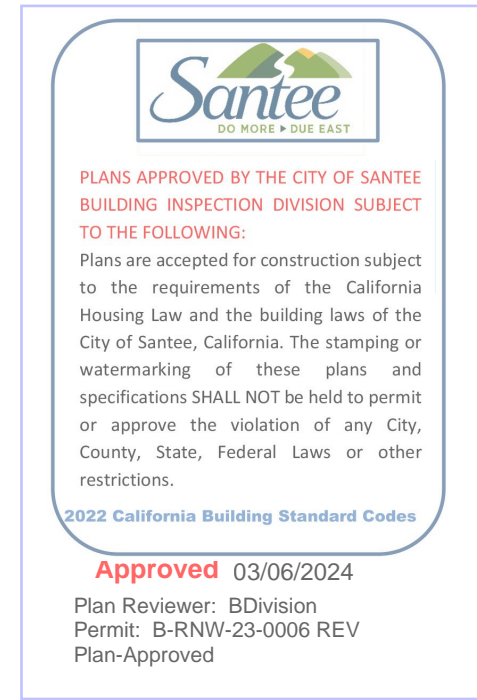 Santee
DO MORE ▶ DUE EAST
PLANS APPROVED BY THE CITY OF SANTEE
BUILDING INSPECTION DIVISION SUBJECT
TO THE FOLLOWING:
Plans are accepted for construction subject
to the requirements of the California
Housing Law and the building laws of the
City of Santee, California. The stamping or
watermarking of these plans and
specifications SHALL NOT be held to permit
or approve the violation of any City,
County, State, Federal Laws or other
restrictions.
2022 California Building Standard Codes
Approved 03/06/2024
Plan Reviewer: BDivision
Permit: B-RNW-23-0006 REV
Plan-Approved